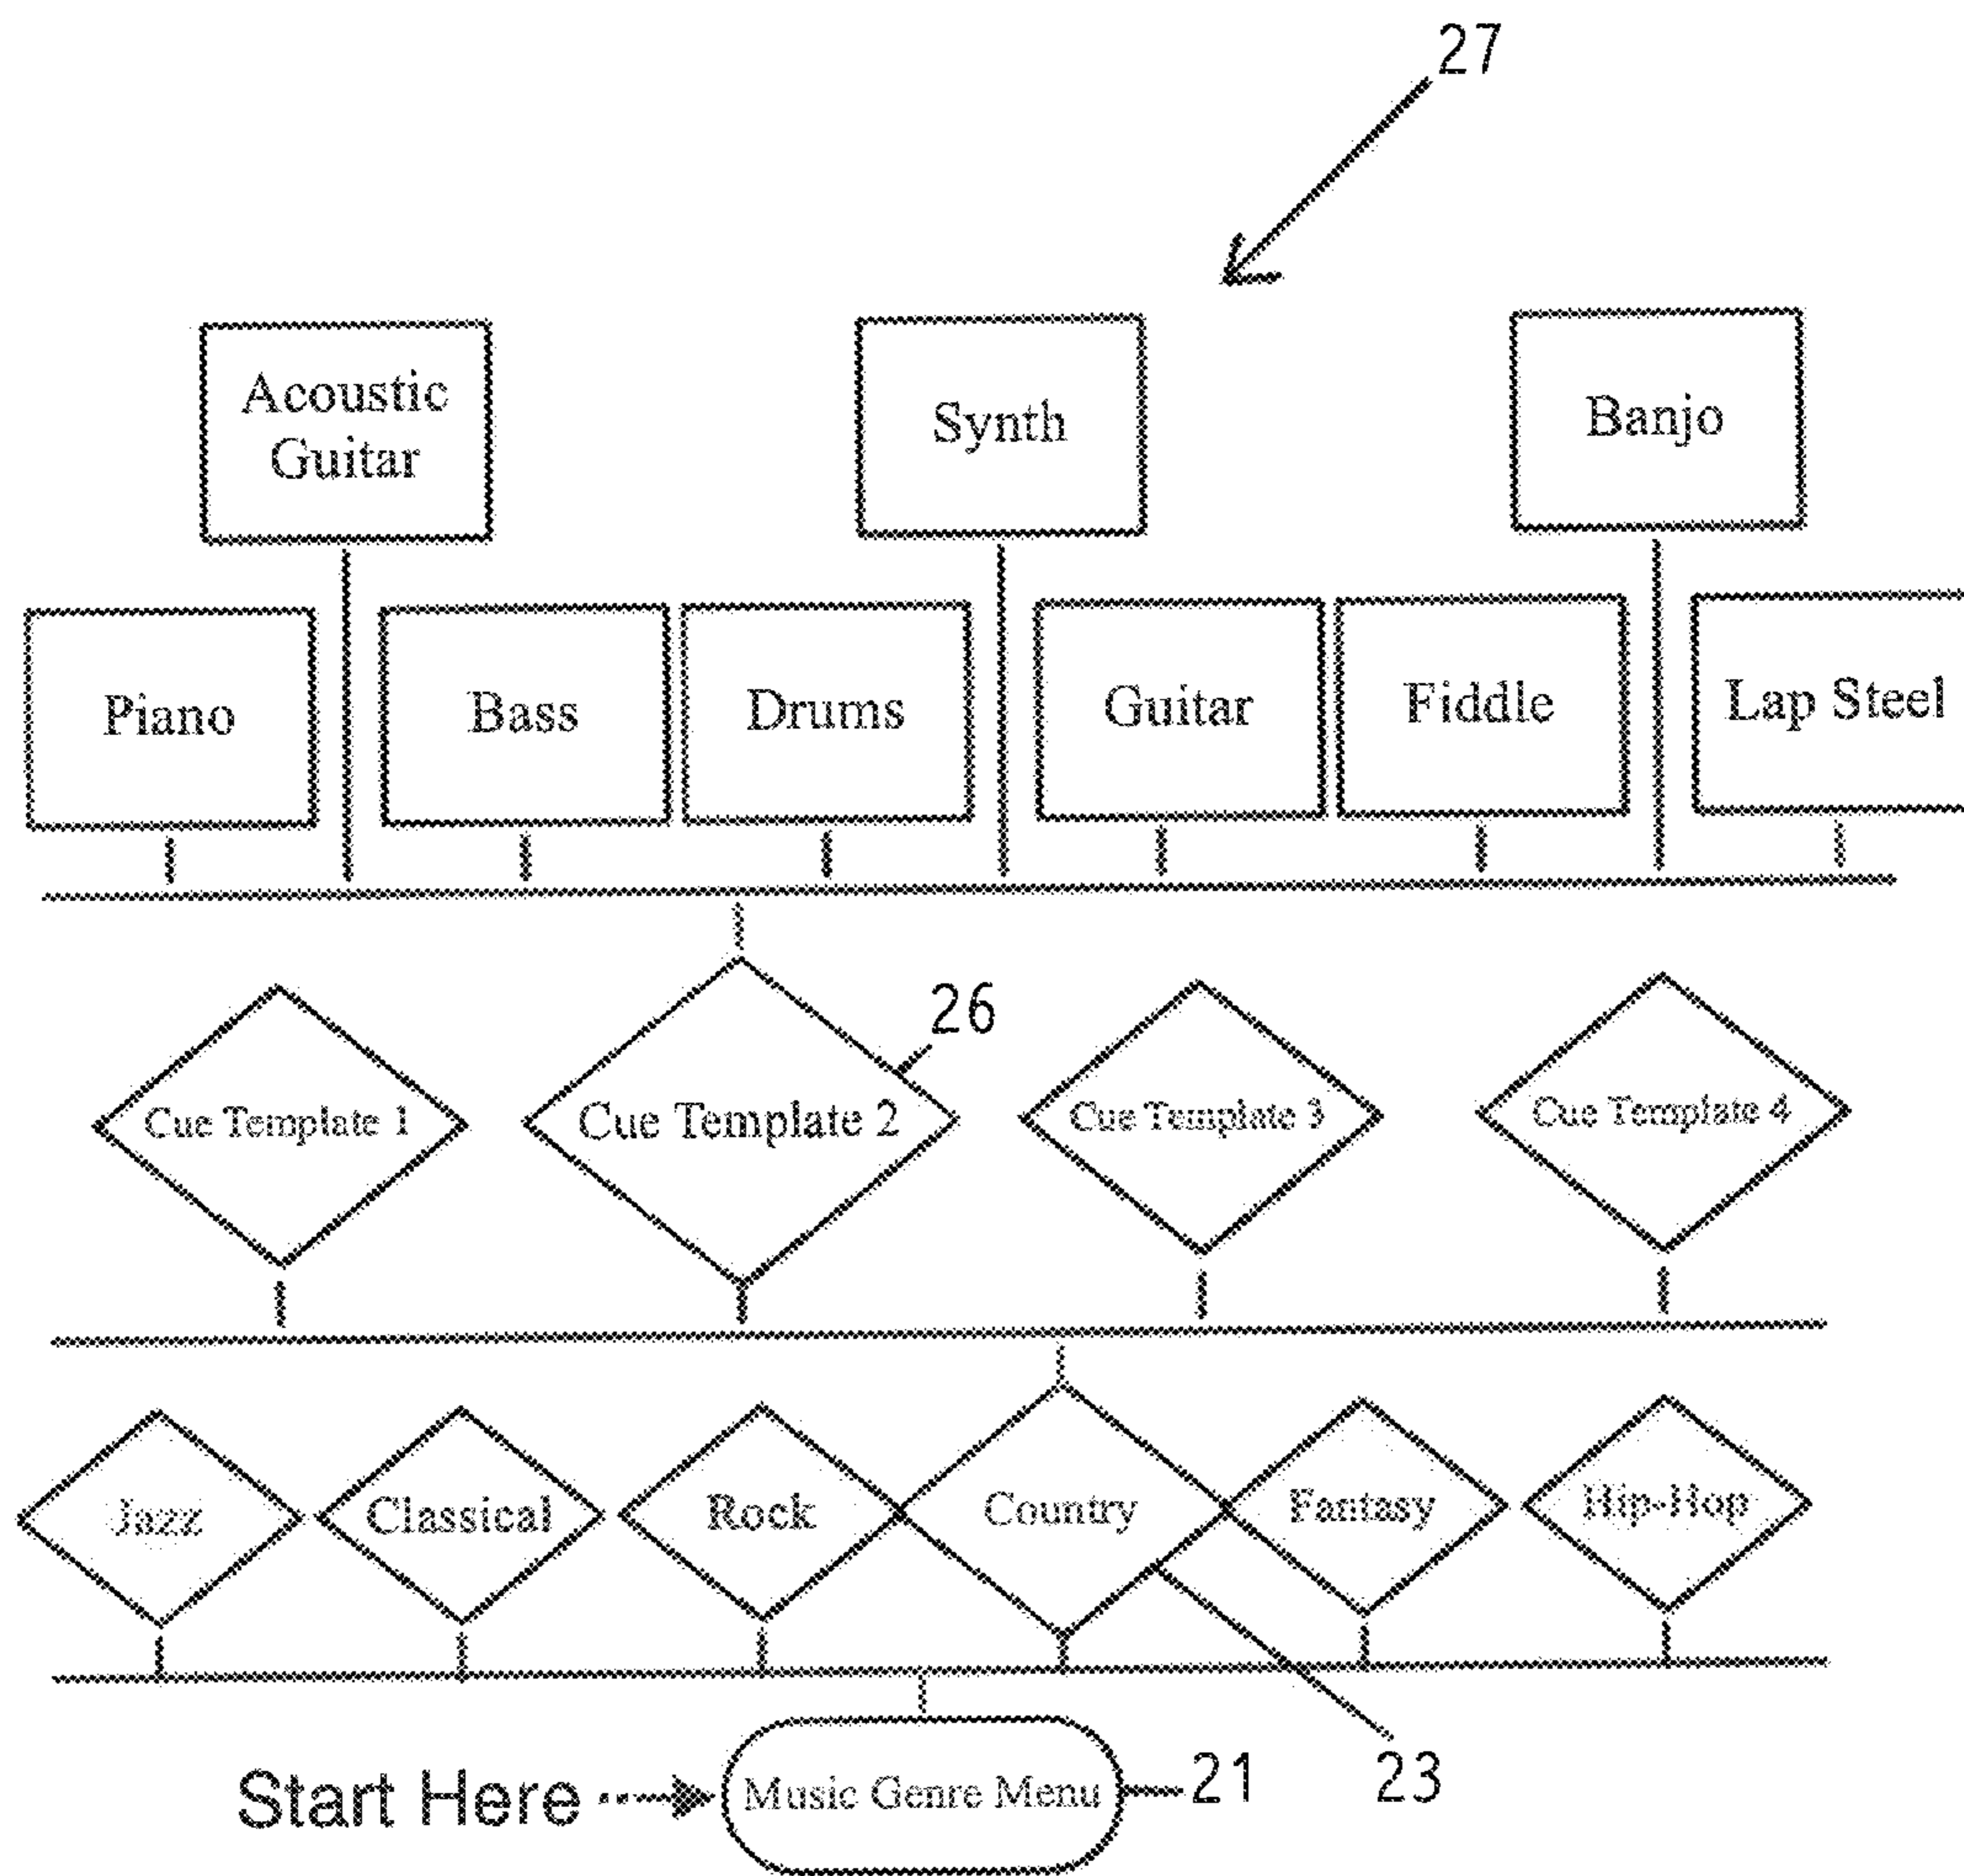 27
Acoustic
Guitar
Synth
Banjo
Piano
Bass
Drums
Guitar
Fiddle
Lap Steel
26
Cue Template 1
Cue Template 2
Cue Template 3
Cue Template 4
Jazz
Classical
Rock
Country
Fantasy
Hip-Hop
Start Here
Music Genre Menu
21
23